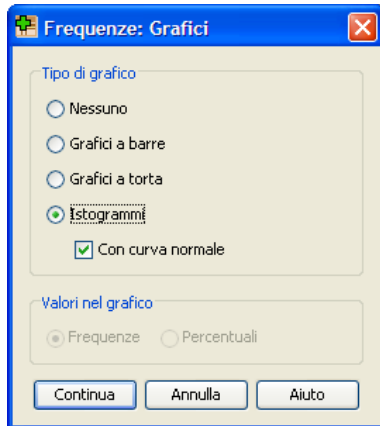 Frequenze: Grafici
Tipo di grafico
Nessuno
Grafici a barre
Grafici a torta
Istogrammi
Con curva normale
Valori nel grafico
Frequenze Percentuali
Continua Annulla Aiuto